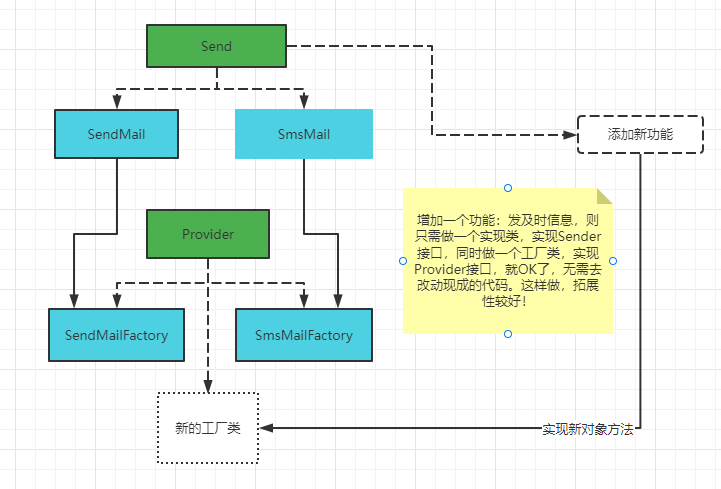 Send
SendMail
SmsMail
添加新功能
增加一个功能：发及时信息，则
只需做一个实现类，实现Sender
接口，同时做一个工厂类，实现
Provider接口，就OK了，无需去
改动现成的代码。这样做，拓展
性较好！
Provider
SendMailFactory
SmsMailFactory
新的工厂类
实现新对象方法